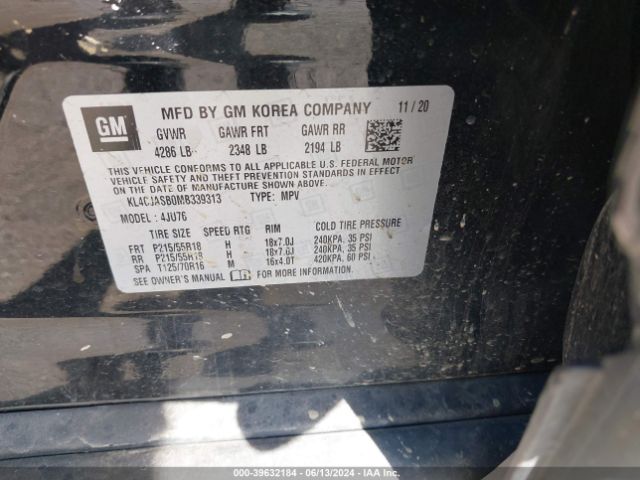 GM
MFD BY GM KOREA COMPANY 11/20
GVWR GAWR FRT GAWR RR
4286 LB 2348 LB 2194 LB
THIS VEHICLE CONFORMS TO ALL APPLICABLE U.S. FEDERAL MOTOR
VEHICLE SAFETY AND THEFT PREVENTION STANDARDS IN EFFECT
ON THE DATE OF MANUFACTURE SHOWN ABOVE.
KL4CJASB0MB339313 TYPE: MPV
MODEL: 4JU76
TIRE SIZE SPEED RTG RIM COLD TIRE PRESSURE
FRT P215/55R18 H 18x7.0J 240KPA, 35 PSI
RR P215/55R18 H 18x7.0J 240KPA, 35 PSI
SPA T125/70R16 M 16x4.0T 420KPA, 60 PSI
SEE OWNER'S MANUAL FOR MORE INFORMATION.
000-39632184 - 06/13/2024 - IAA Inc.